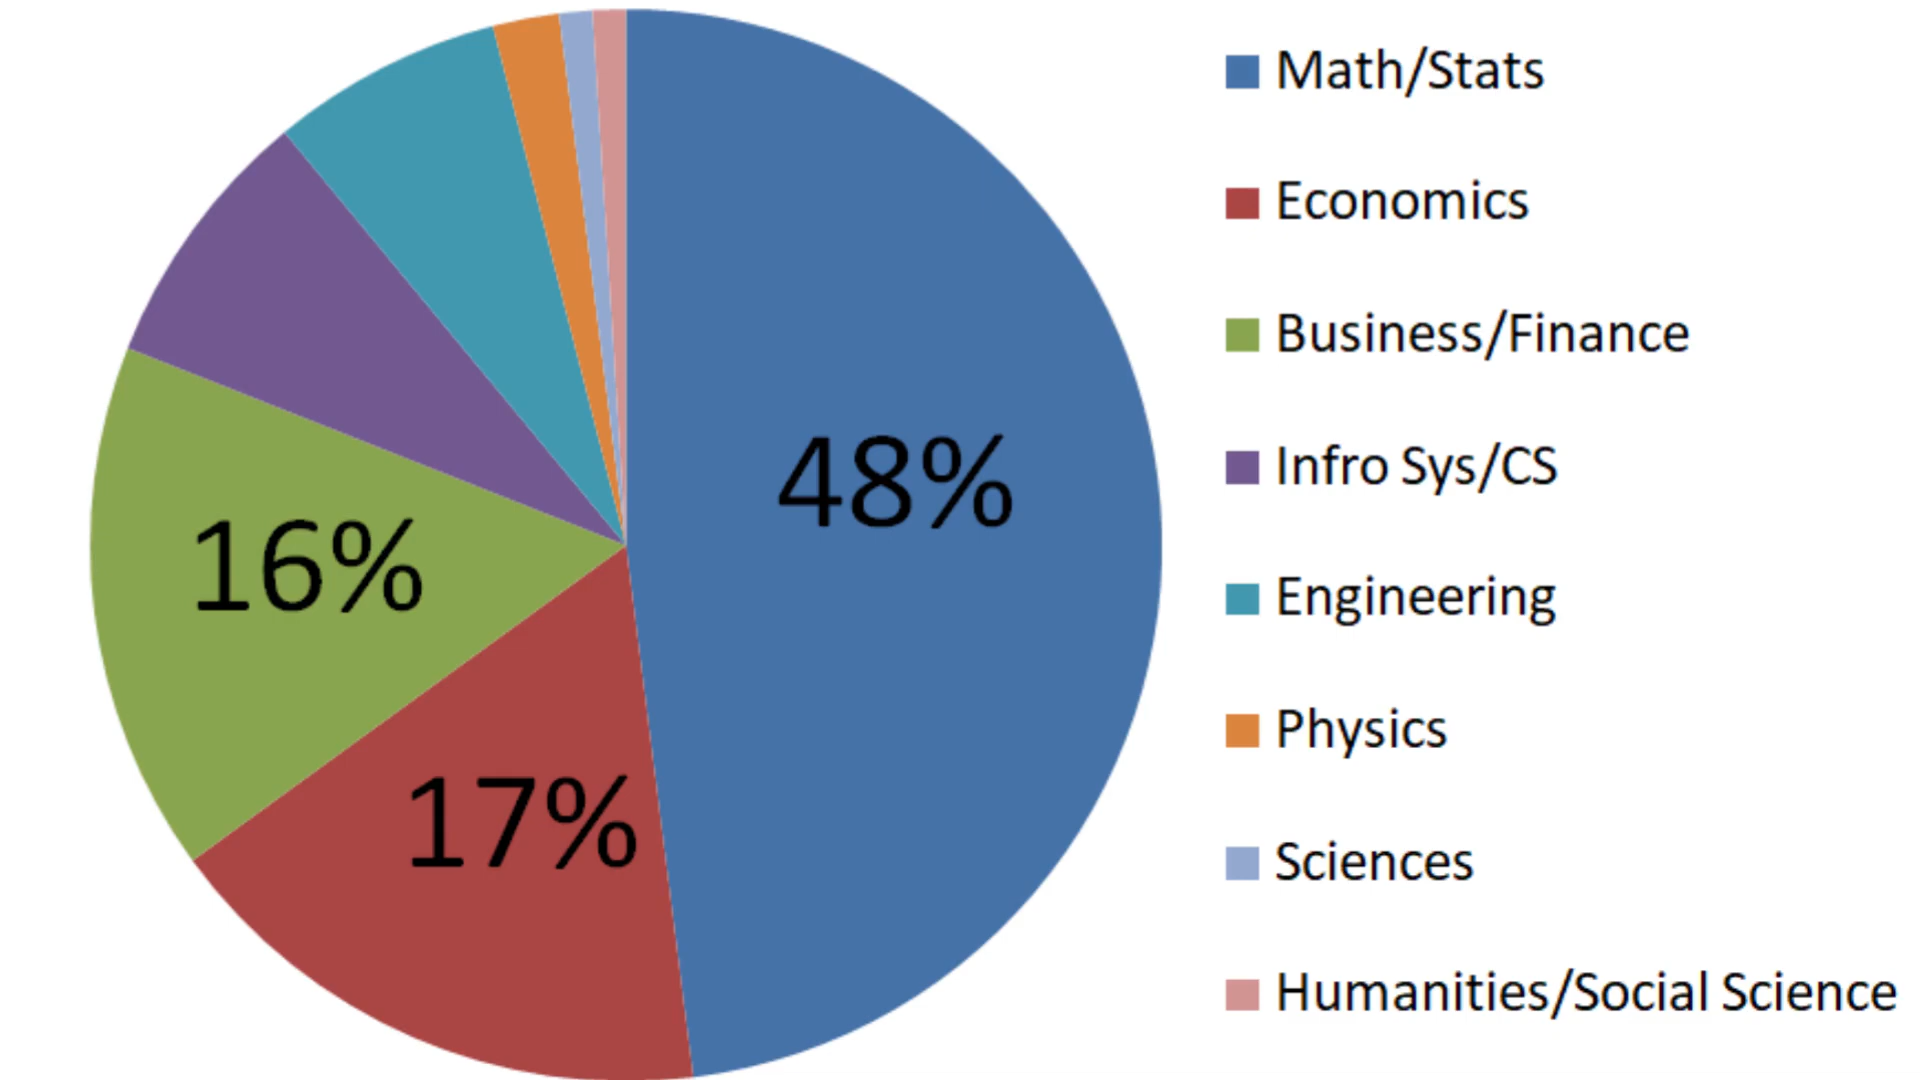 48%
16%
17%
Math/Stats
Economics
Business/Finance
Infro Sys/CS
Engineering
Physics
Sciences
Humanities/Social Science